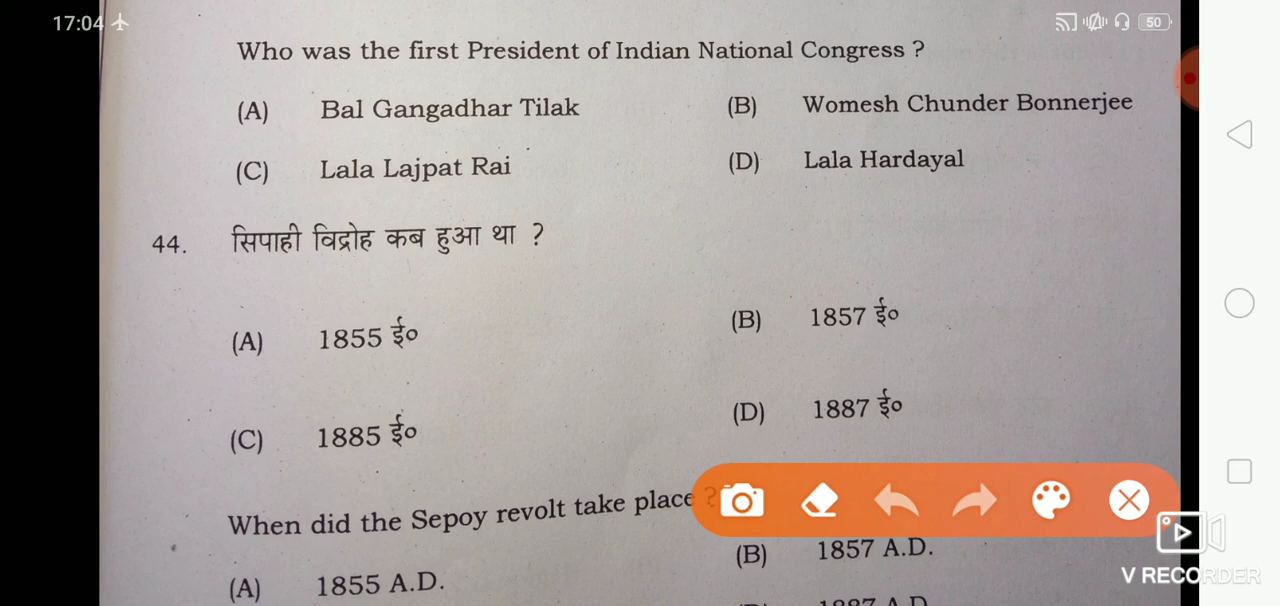 17:04
50
Who was the first President of Indian National Congress ?
(A) Bal Gangadhar Tilak (B) Womesh Chunder Bonnerjee
(C) Lala Lajpat Rai (D) Lala Hardayal
44. सिपाही विद्रोह कब हुआ था ?
(A) 1855 ई० (B) 1857 ई०
(C) 1885 ई० (D) 1887 ई०
When did the Sepoy revolt take place ?
(A) 1855 A.D. (B) 1857 A.D.
1887 A.D.
V RECORDER